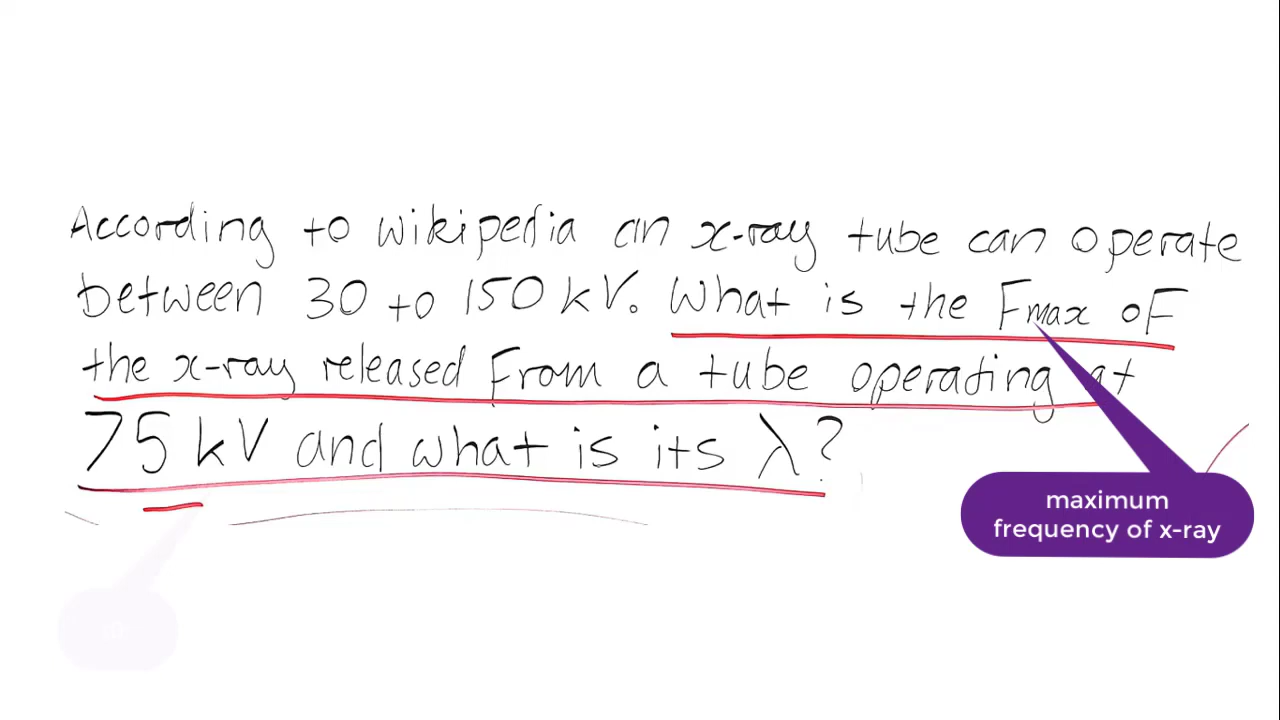 According to wikipedia an x-ray tube can operate
between 30 to 150 kV. What is the Fmax of
the x-ray released from a tube operating at
75 kV and what is its λ?
maximum
frequency of x-ray